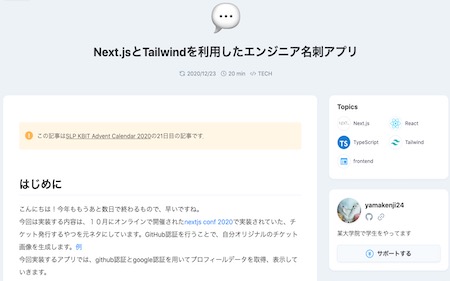 Next.jsとTailwindを利用したエンジニア名刺アプリ
2020/12/23 20 min TECH
この記事はSLP KBIT Advent Calendar 2020の21日目の記事です.
はじめに
こんにちは！今年ももうあと数日で終わるもので、早いですね。
今回は実装する内容は、１０月にオンラインで開催されたnextjs conf 2020で実装されていた、チ
ケット発行するやつを元ネタにしています。GitHub認証を行うことで、自分オリジナルのチケット
画像を生成します。例
今回実装するアプリでは、github認証とgoogle認証を用いてプロフィールデータを取得、表示して
いきます。
Topics
Next.js React
TypeScript Tailwind
frontend
yamakenji24
某大学院で学生をやってます
サポートする